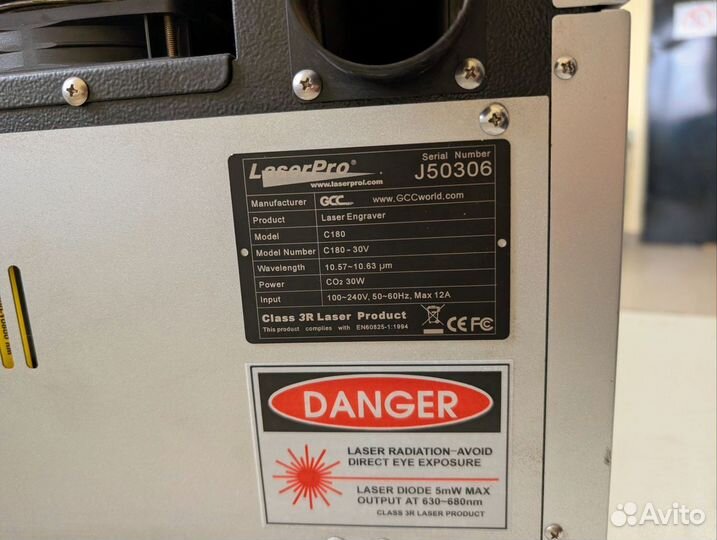 LaserPro®
www.laserproi.com
Serial Number
J50306
Manufacturer GCC www.GCCworld.com
Product Laser Engraver
Model C180
Model Number C180-30V
Wavelength 10.57~10.63 µm
Power CO2 30W
Input 100~240V, 50~60Hz, Max 12A
Class 3R Laser Product
This product complies with EN60825-1:1994
CE FC
DANGER
LASER RADIATION-AVOID
DIRECT EYE EXPOSURE
LASER DIODE 5mW MAX
OUTPUT AT 630~680nm
CLASS 3R LASER PRODUCT
Avito